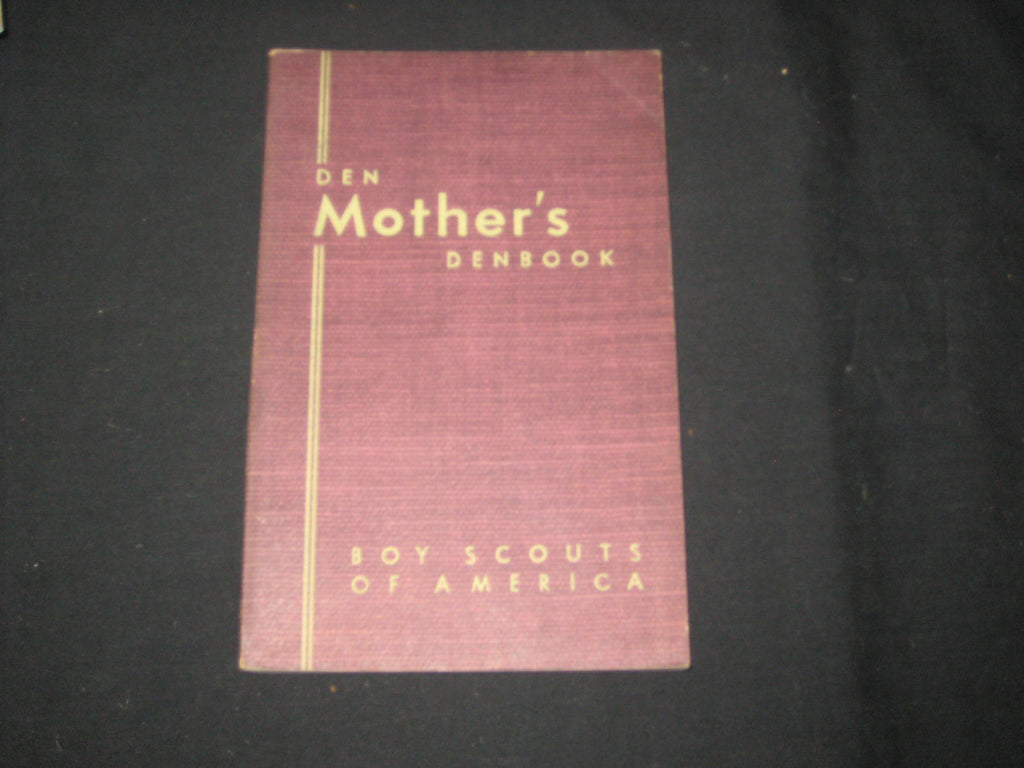 DEN
Mother's
DENBOOK
BOY SCOUTS
OF AMERICA